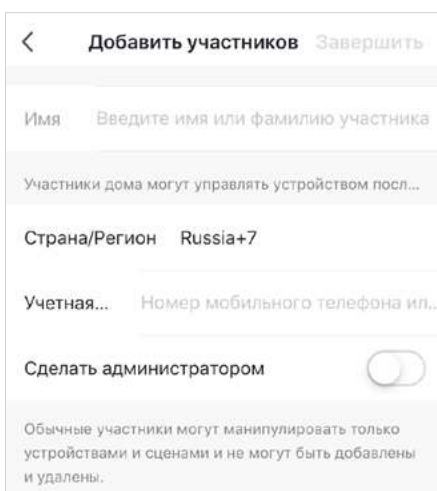 Добавить участников Завершить
Имя Введите имя или фамилию участника
Участники дома могут управлять устройством посл...
Страна/Регион Russia+7
Учетная... Номер мобильного телефона ил...
Сделать администратором
Обычные участники могут манипулировать только
устройствами и сценами и не могут быть добавлены
и удалены.